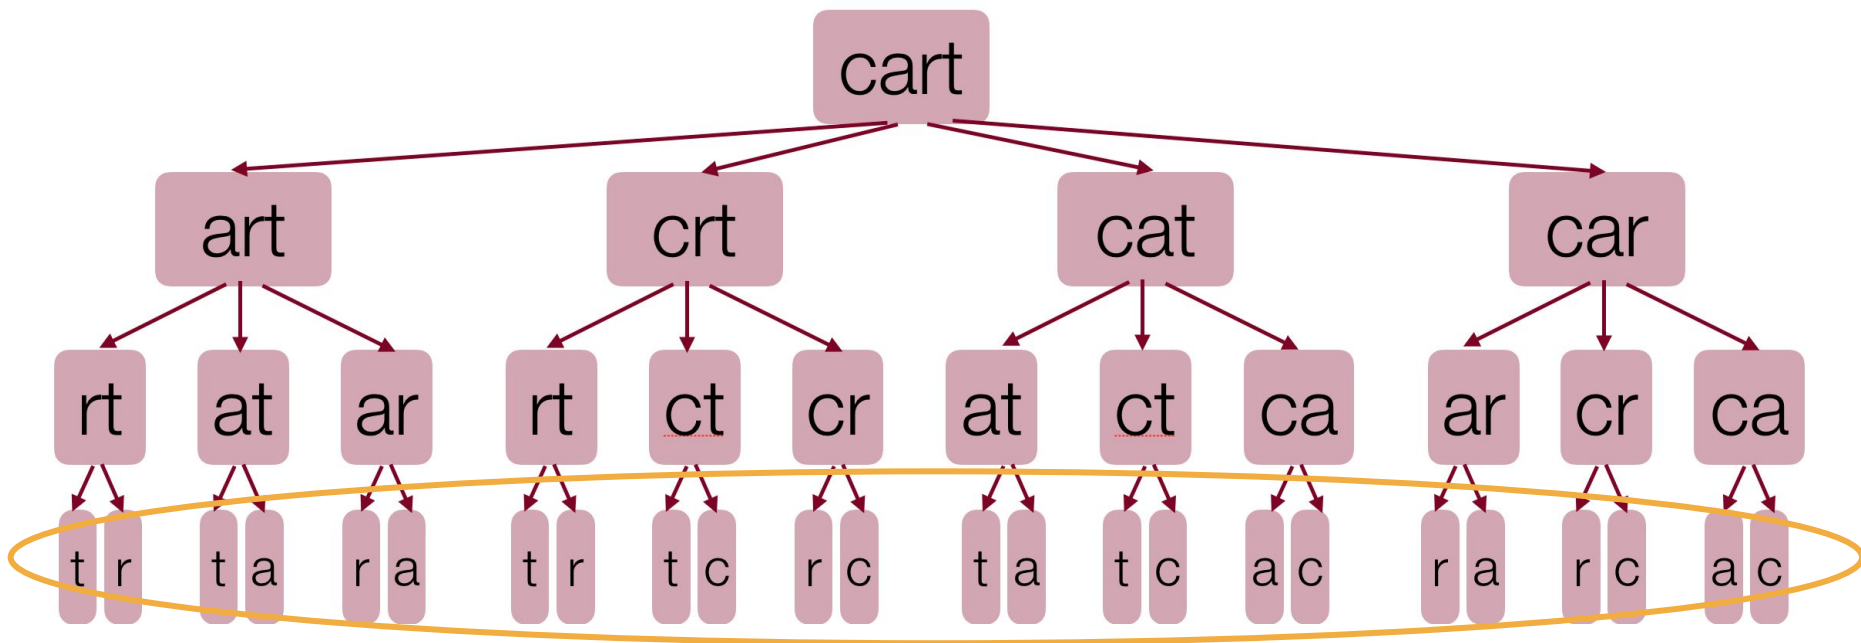 cart
art crt cat car
rt at ar rt ct cr at ct ca ar cr ca
t r t a r a t r t c r c t a t c a c r a r c a c